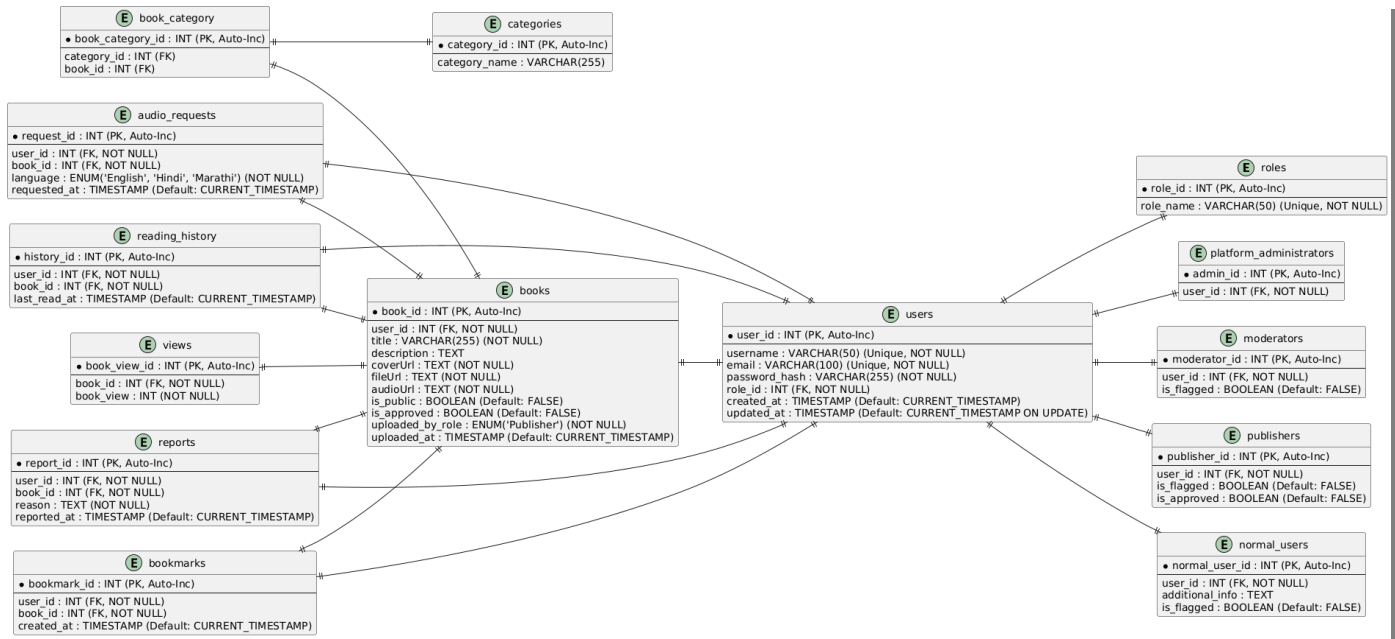 E book_category
* book_category_id : INT (PK, Auto-Inc)
category_id : INT (FK)
book_id : INT (FK)
E categories
* category_id : INT (PK, Auto-Inc)
category_name : VARCHAR(255)
E audio_requests
* request_id : INT (PK, Auto-Inc)
user_id : INT (FK, NOT NULL)
book_id : INT (FK, NOT NULL)
language : ENUM('English', 'Hindi', 'Marathi') (NOT NULL)
requested_at : TIMESTAMP (Default: CURRENT_TIMESTAMP)
E reading_history
* history_id : INT (PK, Auto-Inc)
user_id : INT (FK, NOT NULL)
book_id : INT (FK, NOT NULL)
last_read_at : TIMESTAMP (Default: CURRENT_TIMESTAMP)
E views
* book_view_id : INT (PK, Auto-Inc)
book_id : INT (FK, NOT NULL)
book_view : INT (NOT NULL)
E reports
* report_id : INT (PK, Auto-Inc)
user_id : INT (FK, NOT NULL)
book_id : INT (FK, NOT NULL)
reason : TEXT (NOT NULL)
reported_at : TIMESTAMP (Default: CURRENT_TIMESTAMP)
E bookmarks
* bookmark_id : INT (PK, Auto-Inc)
user_id : INT (FK, NOT NULL)
book_id : INT (FK, NOT NULL)
created_at : TIMESTAMP (Default: CURRENT_TIMESTAMP)
E books
* book_id : INT (PK, Auto-Inc)
user_id : INT (FK, NOT NULL)
title : VARCHAR(255) (NOT NULL)
description : TEXT
coverUrl : TEXT (NOT NULL)
fileUrl : TEXT (NOT NULL)
audioUrl : TEXT (NOT NULL)
is_public : BOOLEAN (Default: FALSE)
is_approved : BOOLEAN (Default: FALSE)
uploaded_by_role : ENUM('Publisher') (NOT NULL)
uploaded_at : TIMESTAMP (Default: CURRENT_TIMESTAMP)
E users
* user_id : INT (PK, Auto-Inc)
username : VARCHAR(50) (Unique, NOT NULL)
email : VARCHAR(100) (Unique, NOT NULL)
password_hash : VARCHAR(255) (NOT NULL)
role_id : INT (FK, NOT NULL)
created_at : TIMESTAMP (Default: CURRENT_TIMESTAMP)
updated_at : TIMESTAMP (Default: CURRENT_TIMESTAMP ON UPDATE)
E roles
* role_id : INT (PK, Auto-Inc)
role_name : VARCHAR(50) (Unique, NOT NULL)
E platform_administrators
* admin_id : INT (PK, Auto-Inc)
user_id : INT (FK, NOT NULL)
E moderators
* moderator_id : INT (PK, Auto-Inc)
user_id : INT (FK, NOT NULL)
is_flagged : BOOLEAN (Default: FALSE)
E publishers
* publisher_id : INT (PK, Auto-Inc)
user_id : INT (FK, NOT NULL)
is_flagged : BOOLEAN (Default: FALSE)
is_approved : BOOLEAN (Default: FALSE)
E normal_users
* normal_user_id : INT (PK, Auto-Inc)
user_id : INT (FK, NOT NULL)
additional_info : TEXT
is_flagged : BOOLEAN (Default: FALSE)